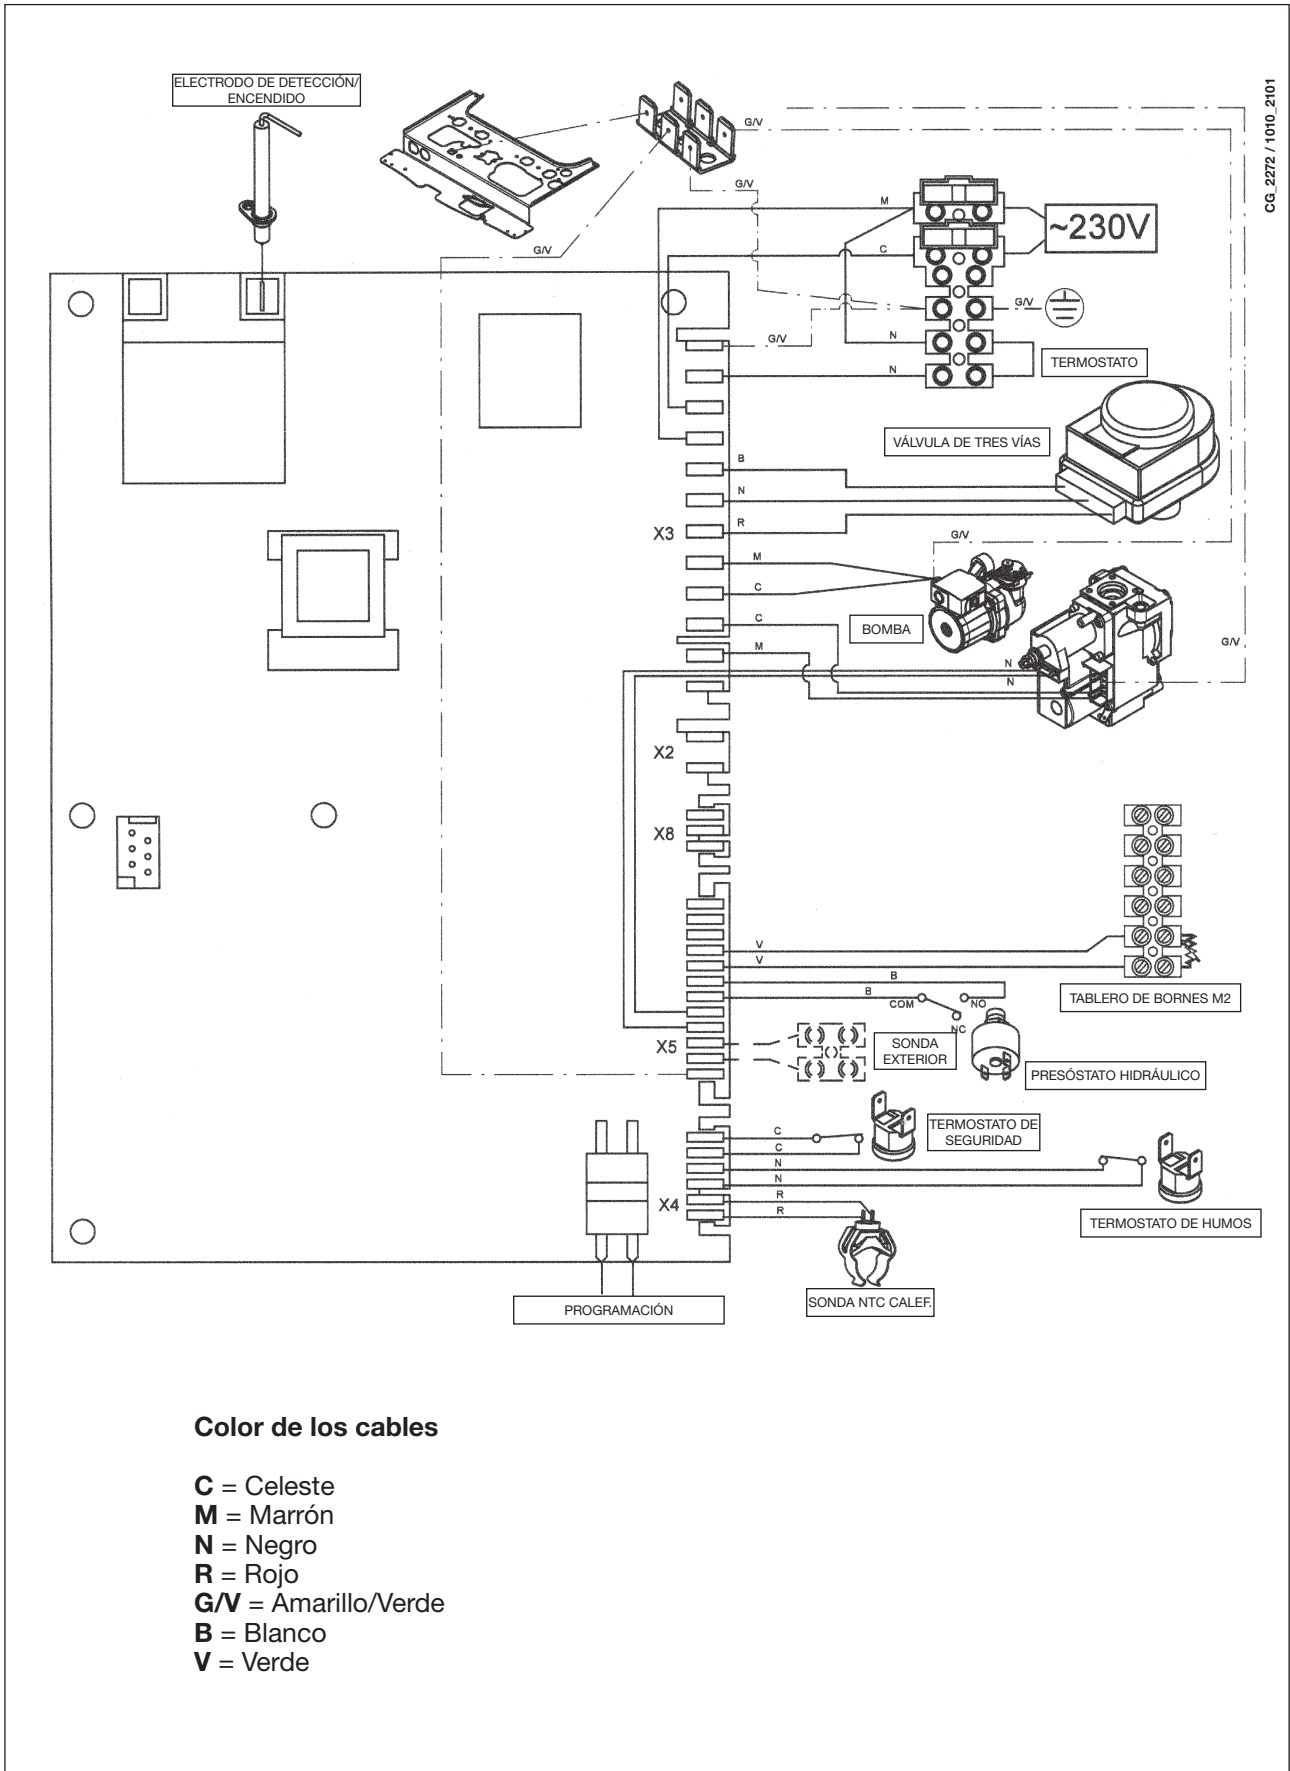 ELECTRODO DE DETECCIÓN/
ENCENDIDO
CG_2272 / 1010_2101
G/V
G/V
G/V
M
~230V
C
G/V
G/V
N
TERMOSTATO
N
VÁLVULA DE TRES VÍAS
B
N
X3
R
G/V
M
C
BOMBA
C
G/V
M
N
N
X2
X8
V
V
B
B
COM
NO
NC
TABLERO DE BORNES M2
X5
SONDA
EXTERIOR
PRESÓSTATO HIDRÁULICO
C
C
TERMOSTATO DE
SEGURIDAD
N
N
X4
R
R
TERMOSTATO DE HUMOS
SONDA NTC CALEF.
PROGRAMACIÓN
Color de los cables
C = Celeste
M = Marrón
N = Negro
R = Rojo
G/V = Amarillo/Verde
B = Blanco
V = Verde